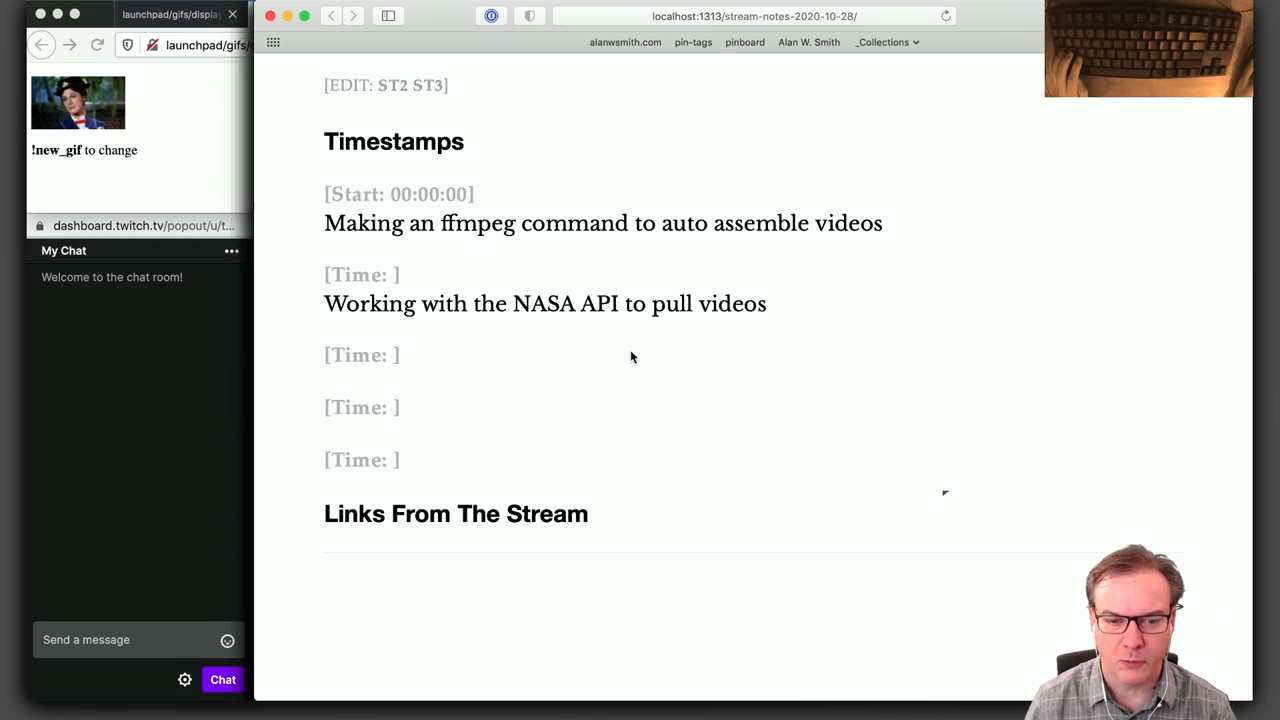 launchpad/gifs/display
launchpad/gifs/
!new_gif to change
dashboard.twitch.tv/popout/u/t...
My Chat
Welcome to the chat room!
Send a message
Chat
localhost:1313/stream-notes-2020-10-28/
alanwsmith.com pin-tags pinboard Alan W. Smith _Collections
[EDIT: ST2 ST3]
Timestamps
[Start: 00:00:00]
Making an ffmpeg command to auto assemble videos
[Time: ]
Working with the NASA API to pull videos
[Time: ]
[Time: ]
[Time: ]
Links From The Stream